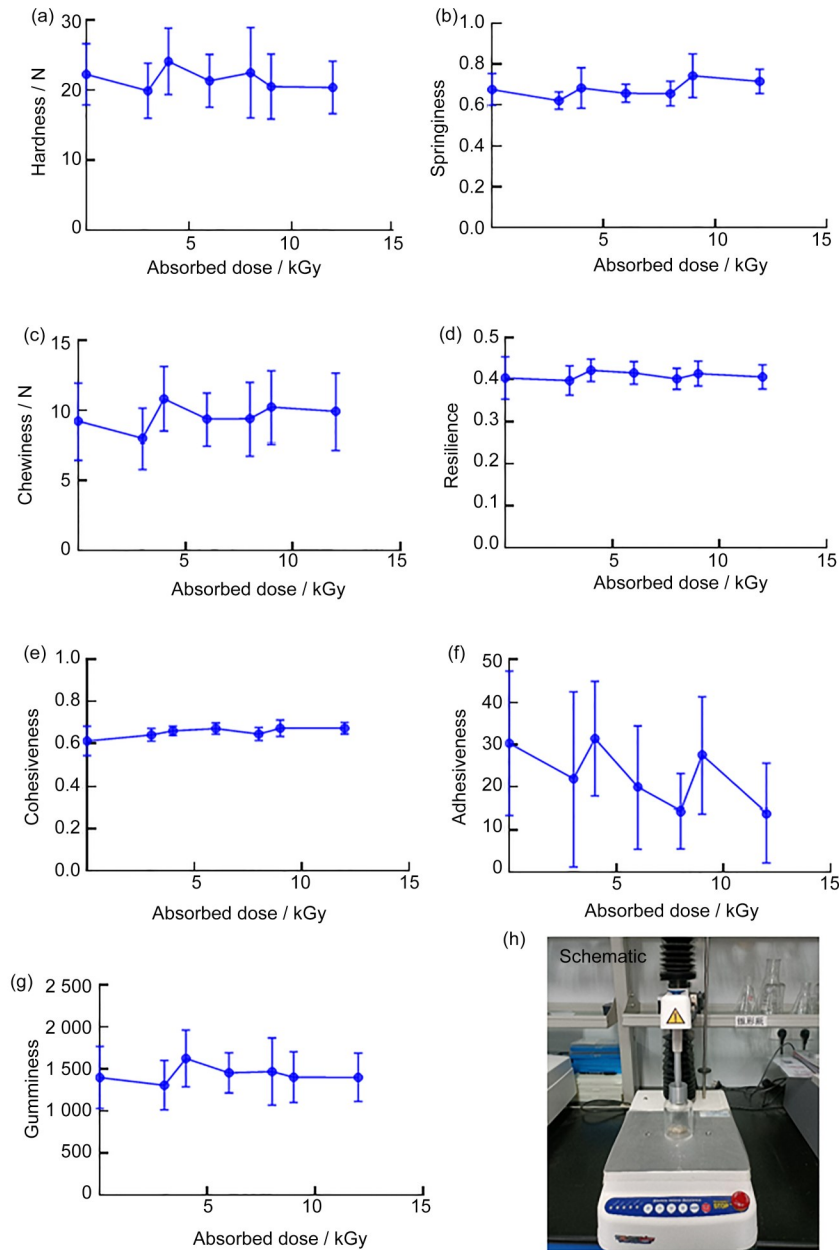 (a)
30
20
10
0
Hardness / N
5
10
15
Absorbed dose / kGy
(b)
1.0
0.8
0.6
0.4
0.2
0.0
Springiness
5
10
15
Absorbed dose / kGy
(c)
15
10
5
0
Chewiness / N
5
10
15
Absorbed dose / kGy
(d)
0.5
0.4
0.3
0.2
0.1
0.0
Resilience
5
10
15
Absorbed dose / kGy
(e)
1.0
0.8
0.6
0.4
0.2
0.0
Cohesiveness
5
10
15
Absorbed dose / kGy
(f)
50
40
30
20
10
0
Adhesiveness
5
10
15
Absorbed dose / kGy
(g)
2 500
2 000
1 500
1 000
500
0
Gumminess
5
10
15
Absorbed dose / kGy
(h)
Schematic
锥形瓶